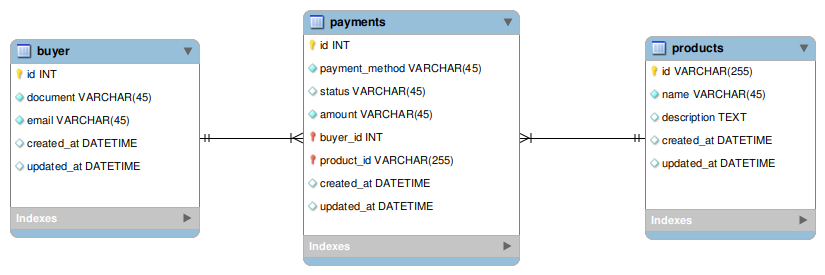 buyer
id INT
document VARCHAR(45)
email VARCHAR(45)
created_at DATETIME
updated_at DATETIME
Indexes
payments
id INT
payment_method VARCHAR(45)
status VARCHAR(45)
amount VARCHAR(45)
buyer_id INT
product_id VARCHAR(255)
created_at DATETIME
updated_at DATETIME
Indexes
products
id VARCHAR(255)
name VARCHAR(45)
description TEXT
created_at DATETIME
updated_at DATETIME
Indexes